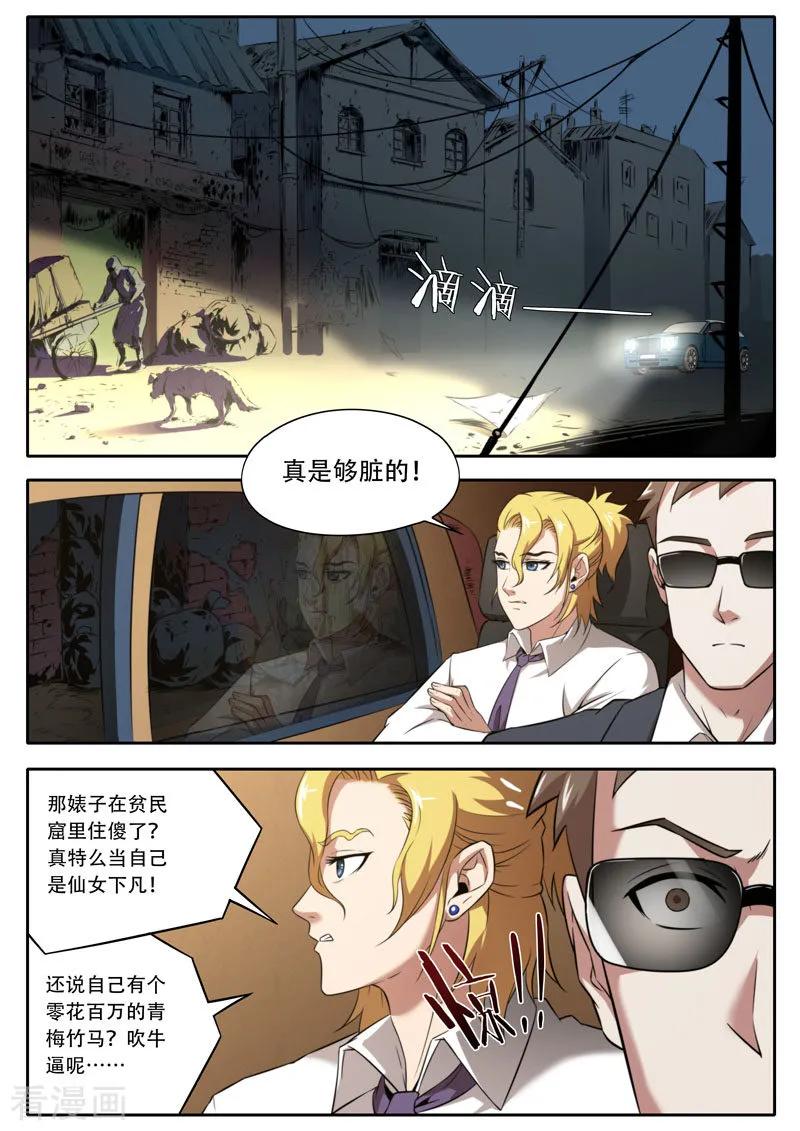 滴滴——
真是够脏的！
那婊子在贫民
窟里住傻了？
真特么当自己
是仙女下凡！
还说自己有个
零花百万的青
梅竹马？吹牛
逼呢……
惊!!
看漫画